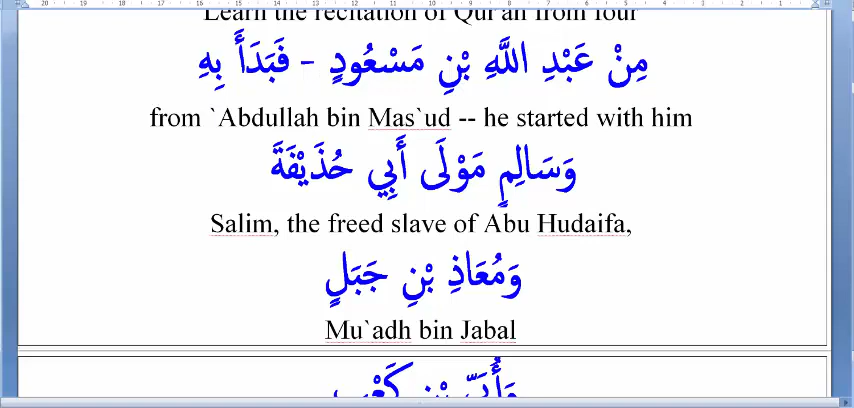 Learn the recitation of Qur'an from four
مِنْ عَبْدِ اللَّهِ بْنِ مَسْعُودٍ - فَبَدَأَ بِهِ
from `Abdullah bin Mas`ud -- he started with him
وَسَالِمٍ مَوْلَى أَبِي حُذَيْفَةَ
Salim, the freed slave of Abu Hudaifa,
وَمُعَاذِ بْنِ جَبَلٍ
Mu`adh bin Jabal
وَأُبَىِّ بْنِ كَعْبٍ